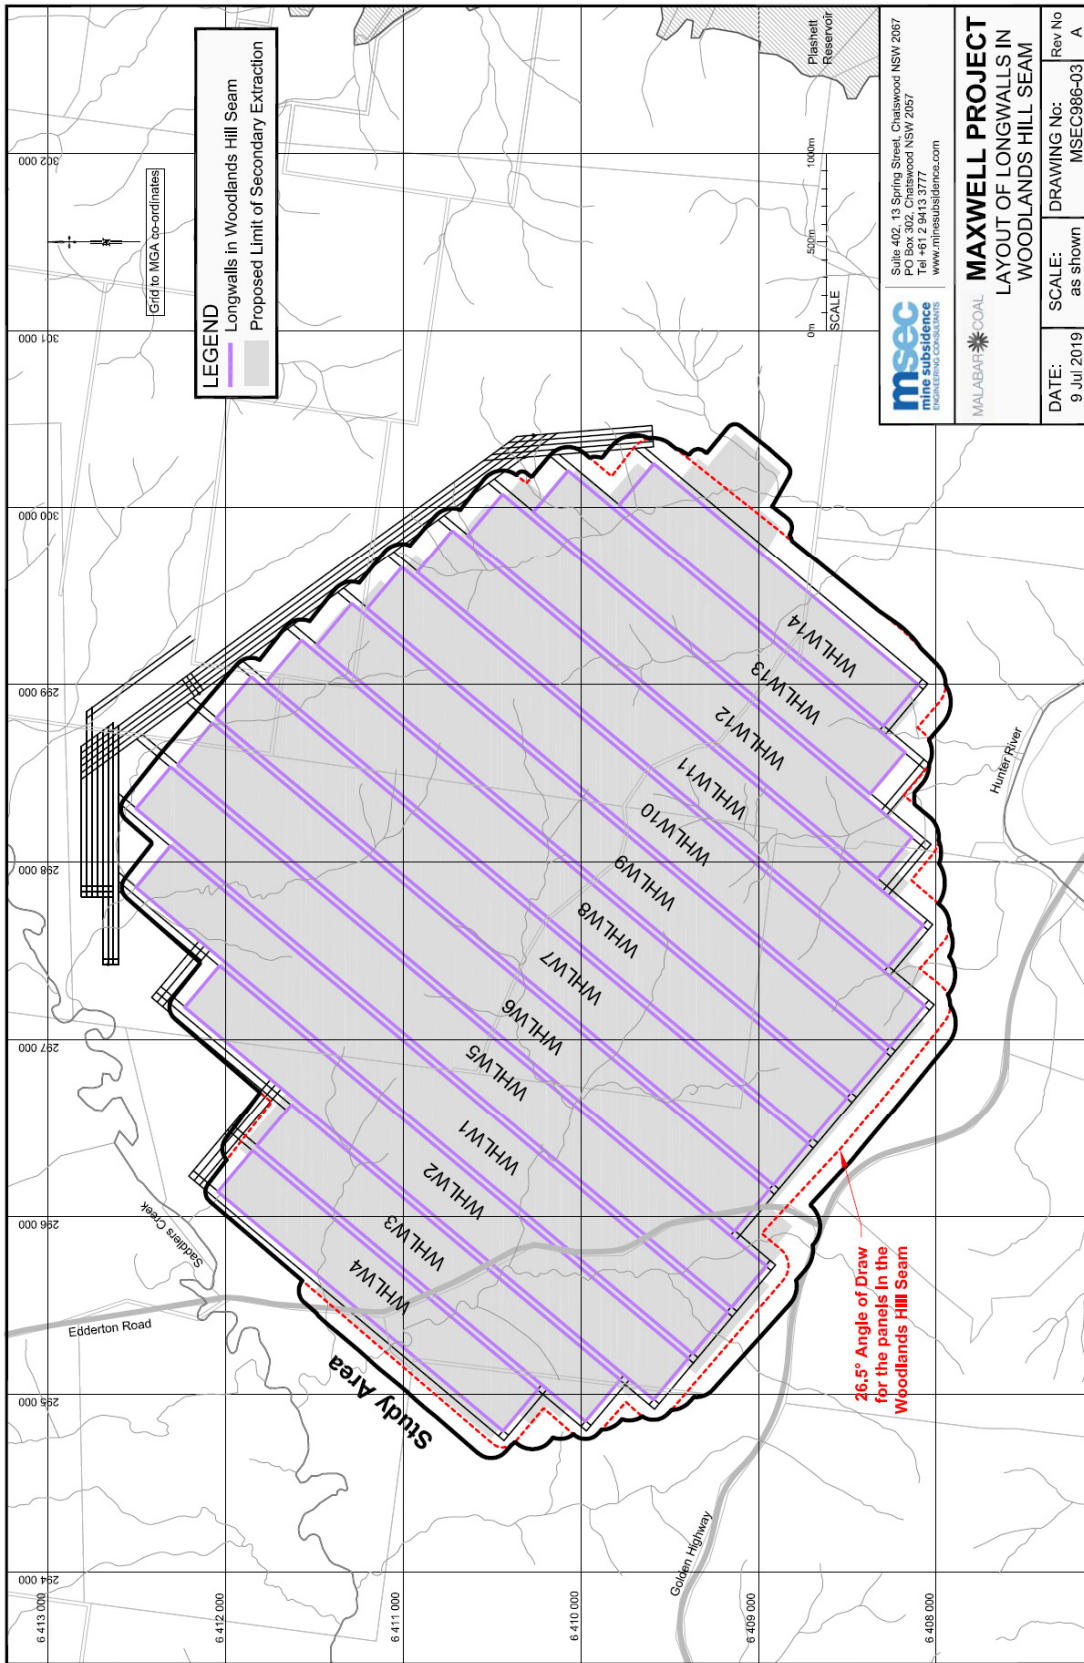 LEGEND
Longwalls in Woodlands Hill Seam
Proposed Limit of Secondary Extraction
Grid to MGA co-ordinates
6 413 000
6 412 000
6 411 000
6 410 000
6 409 000
6 408 000
294 000
295 000
296 000
297 000
298 000
299 000
300 000
301 000
302 000
Plashett
Reservoir
Saddlers Creek
Edderton Road
Study Area
Golden Highway
Hunter River
WHLW4
WHLW3
WHLW2
WHLW1
WHLW5
WHLW6
WHLW7
WHLW8
WHLW9
WHLW10
WHLW11
WHLW12
WHLW13
WHLW14
26.5° Angle of Draw
for the panels in the
Woodlands Hill Seam
0m 500m 1000m
SCALE
msec
mine subsidence
ENGINEERING CONSULTANTS
Suite 402, 13 Spring Street, Chatswood NSW 2067
PO Box 302, Chatswood NSW 2057
Tel +61 2 9413 3777
www.minesubsidence.com
MALABAR COAL
MAXWELL PROJECT
LAYOUT OF LONGWALLS IN
WOODLANDS HILL SEAM
DATE: SCALE: DRAWING No: Rev No
9 Jul 2019 as shown MSEC986-03 A